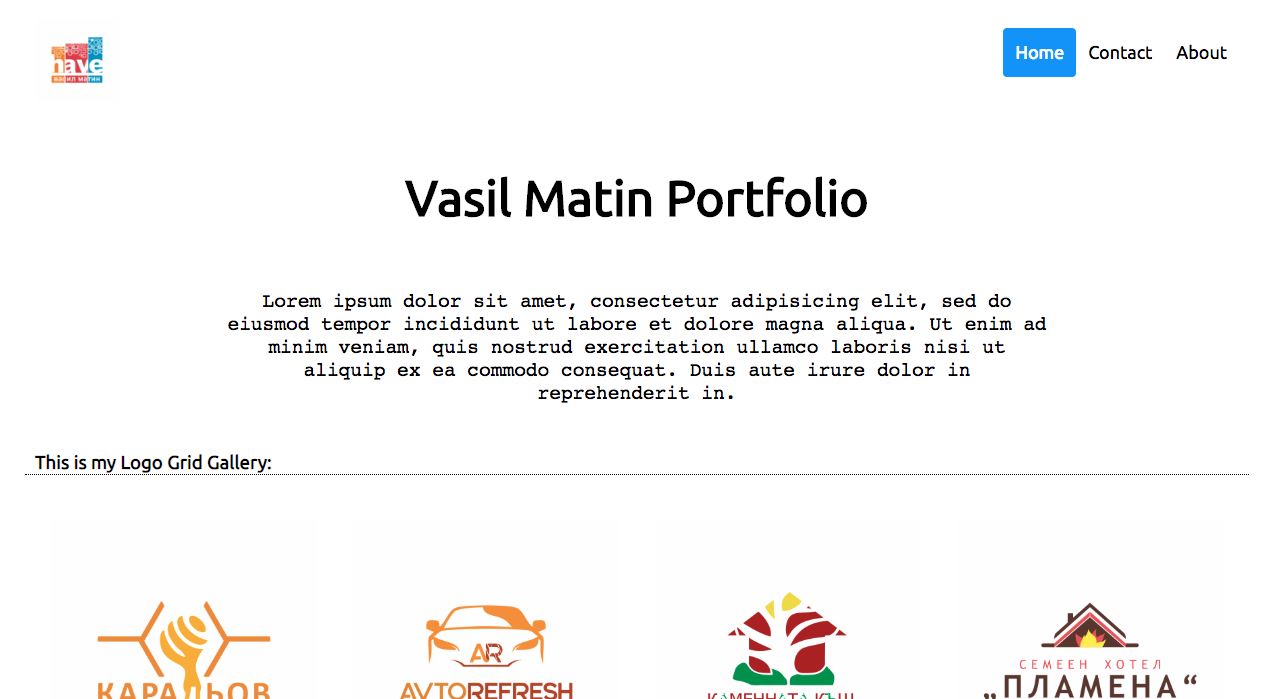 nave
васил матин
Home Contact About
Vasil Matin Portfolio
Lorem ipsum dolor sit amet, consectetur adipisicing elit, sed do
eiusmod tempor incididunt ut labore et dolore magna aliqua. Ut enim ad
minim veniam, quis nostrud exercitation ullamco laboris nisi ut
aliquip ex ea commodo consequat. Duis aute irure dolor in
reprehenderit in.
This is my Logo Grid Gallery:
КАРАЛЬОВ
AR
AVTOREFRESH
КАМЕННАТА КЪЩ
СЕМЕЕН ХОТЕЛ
„ПЛАМЕНА“